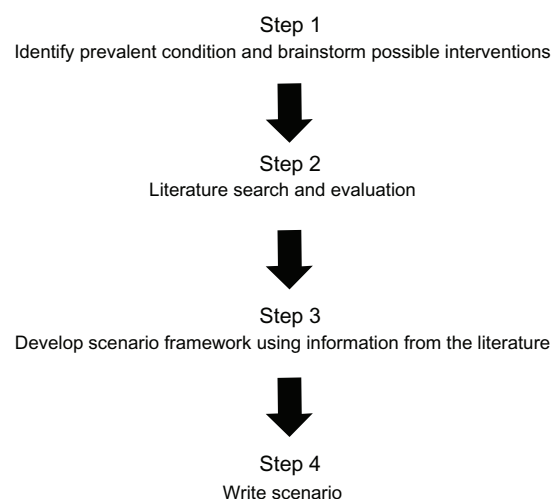 Step 1
Identify prevalent condition and brainstorm possible interventions
Step 2
Literature search and evaluation
Step 3
Develop scenario framework using information from the literature
Step 4
Write scenario